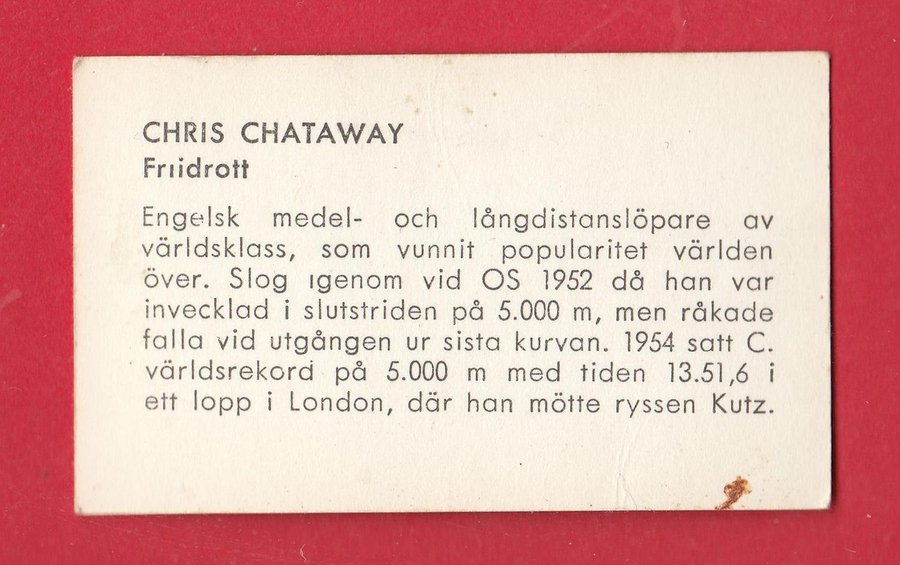 CHRIS CHATAWAY
Friidrott
Engelsk medel- och långdistanslöpare av
världsklass, som vunnit popularitet världen
över. Slog igenom vid OS 1952 då han var
invecklad i slutstriden på 5.000 m, men råkade
falla vid utgången ur sista kurvan. 1954 satt C.
världsrekord på 5.000 m med tiden 13.51,6 i
ett lopp i London, där han mötte ryssen Kutz.